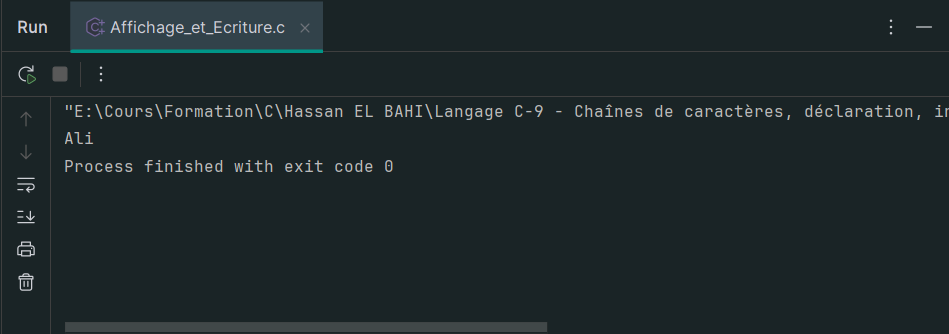 Run
Affichage_et_Ecriture.c
"E:\Cours\Formation\C\Hassan EL BAHI\Langage C-9 - Chaînes de caractères, déclaration, in
Ali
Process finished with exit code 0